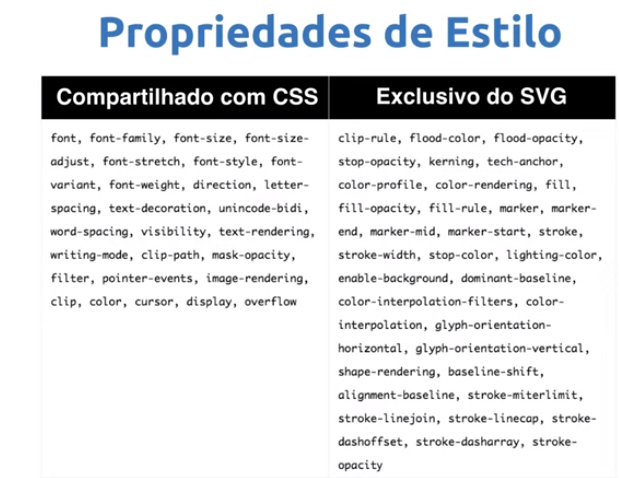 Propriedades de Estilo
Compartilhado com CSS
font, font-family, font-size, font-size-
adjust, font-stretch, font-style, font-
variant, font-weight, direction, letter-
spacing, text-decoration, unincode-bidi,
word-spacing, visibility, text-rendering,
writing-mode, clip-path, mask-opacity,
filter, pointer-events, image-rendering,
clip, color, cursor, display, overflow
Exclusivo do SVG
clip-rule, flood-color, flood-opacity,
stop-opacity, kerning, tech-anchor,
color-profile, color-rendering, fill,
fill-opacity, fill-rule, marker, marker-
end, marker-mid, marker-start, stroke,
stroke-width, stop-color, lighting-color,
enable-background, dominant-baseline,
color-interpolation-filters, color-
interpolation, glyph-orientation-
horizontal, glyph-orientation-vertical,
shape-rendering, baseline-shift,
alignment-baseline, stroke-miterlimit,
stroke-linejoin, stroke-linecap, stroke-
dashoffset, stroke-dasharray, stroke-
opacity